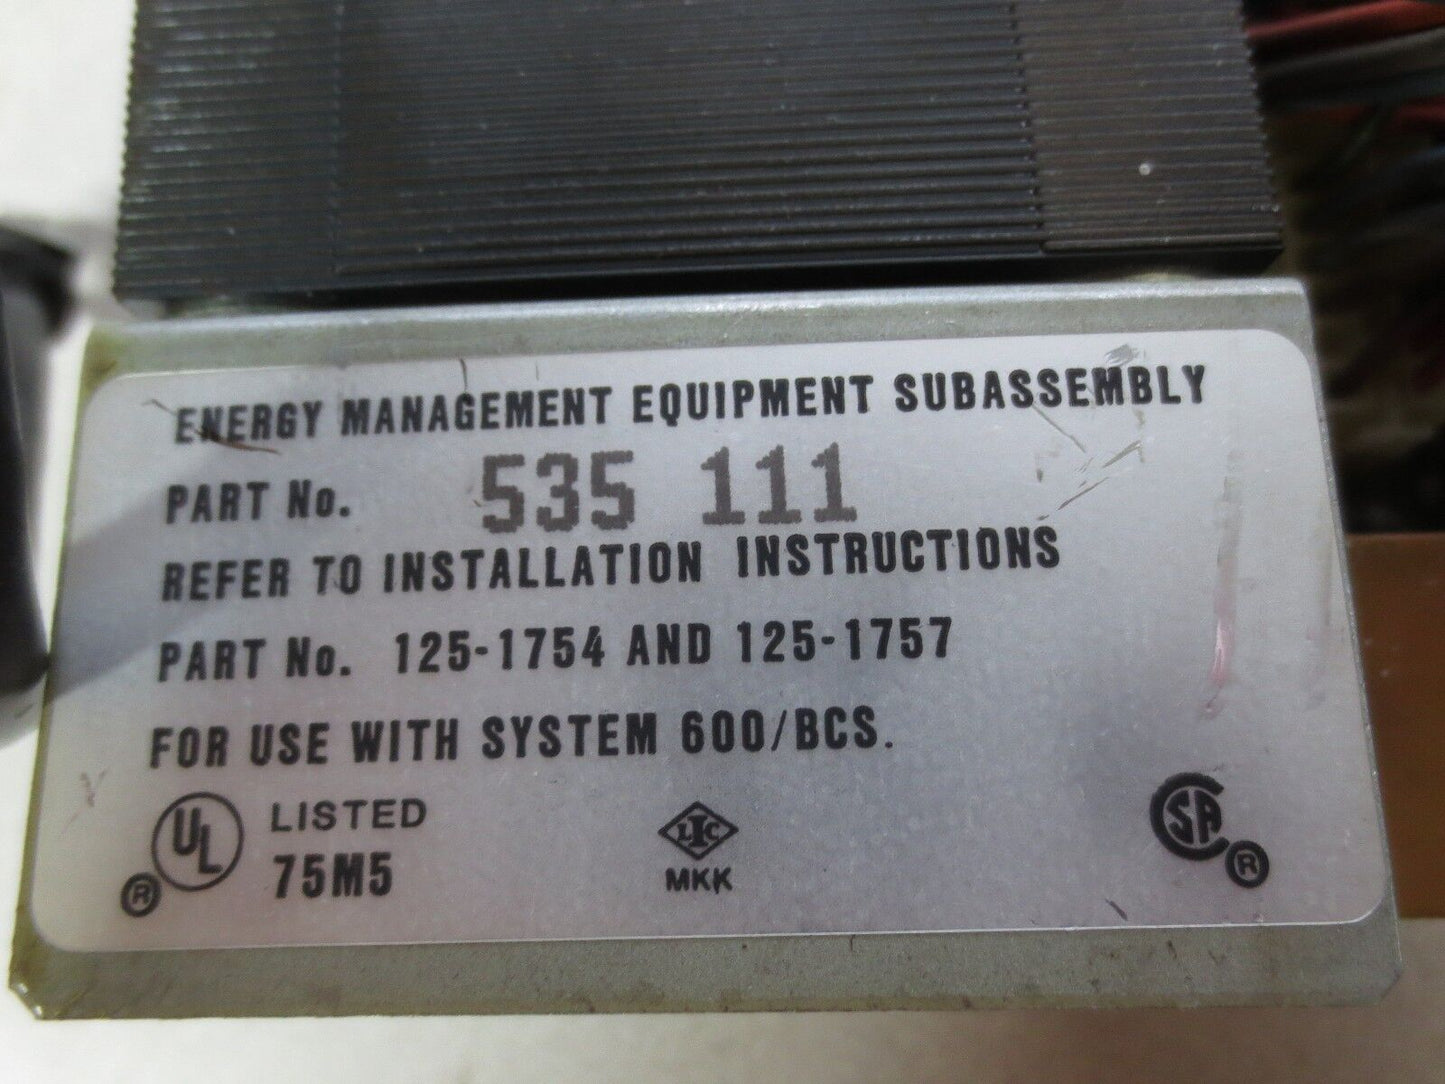 ENERGY MANAGEMENT EQUIPMENT SUBASSEMBLY
PART No. 535 111
REFER TO INSTALLATION INSTRUCTIONS
PART No. 125-1754 AND 125-1757
FOR USE WITH SYSTEM 600/BCS.
UL ® LISTED
75M5
LIC
MKK
SA ®